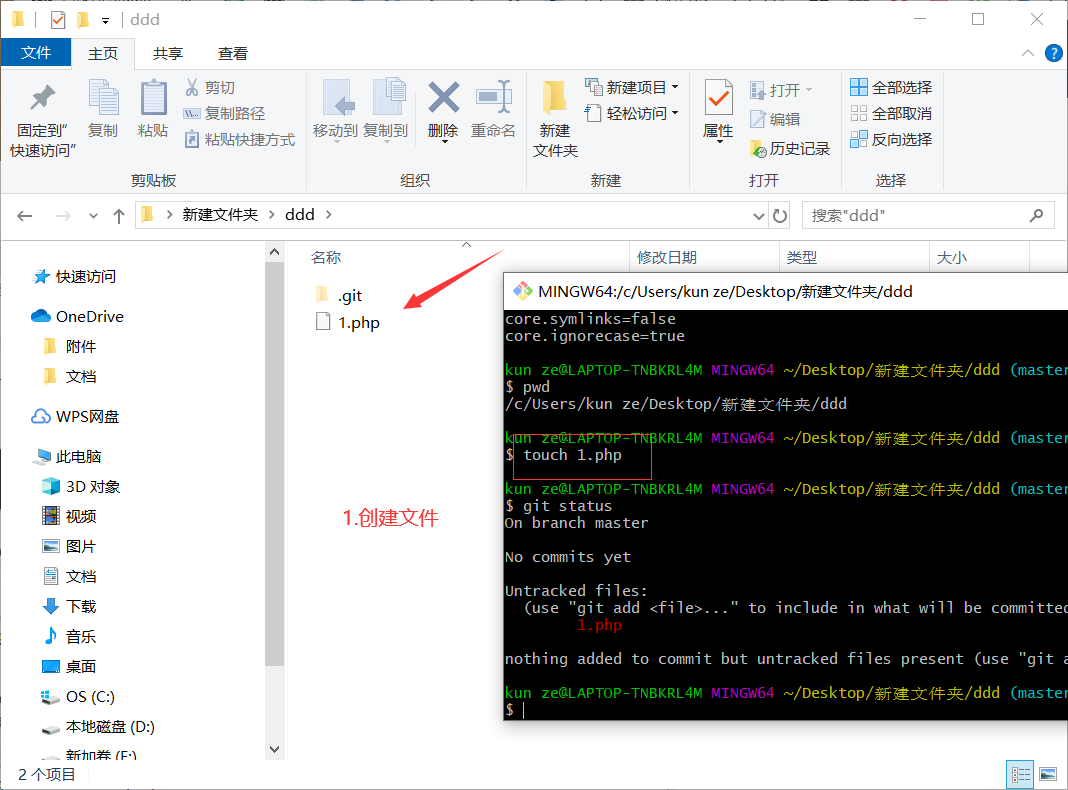 ddd
文件 主页 共享 查看
固定到"
快速访问"
复制
粘贴
剪切
复制路径
粘贴快捷方式
剪贴板
移动到 复制到 删除 重命名
组织
新建
文件夹
新建项目
轻松访问
新建
属性
打开
编辑
历史记录
打开
全部选择
全部取消
反向选择
选择
新建文件夹 ddd
搜索"ddd"
快速访问
OneDrive
附件
文档
WPS网盘
此电脑
3D 对象
视频
图片
文档
下载
音乐
桌面
OS (C:)
本地磁盘 (D:)
新加卷 (E:)
2 个项目
名称 修改日期 类型 大小
.git
1.php
1.创建文件
MINGW64:/c/Users/kun ze/Desktop/新建文件夹/ddd
core.symlinks=false
core.ignorecase=true
kun ze@LAPTOP-TNBKRL4M MINGW64 ~/Desktop/新建文件夹/ddd (master
$ pwd
/c/Users/kun ze/Desktop/新建文件夹/ddd
kun ze@LAPTOP-TNBKRL4M MINGW64 ~/Desktop/新建文件夹/ddd (master
$ touch 1.php
kun ze@LAPTOP-TNBKRL4M MINGW64 ~/Desktop/新建文件夹/ddd (master
$ git status
On branch master
No commits yet
Untracked files:
(use "git add <file>..." to include in what will be committed
1.php
nothing added to commit but untracked files present (use "git a
kun ze@LAPTOP-TNBKRL4M MINGW64 ~/Desktop/新建文件夹/ddd (master
$